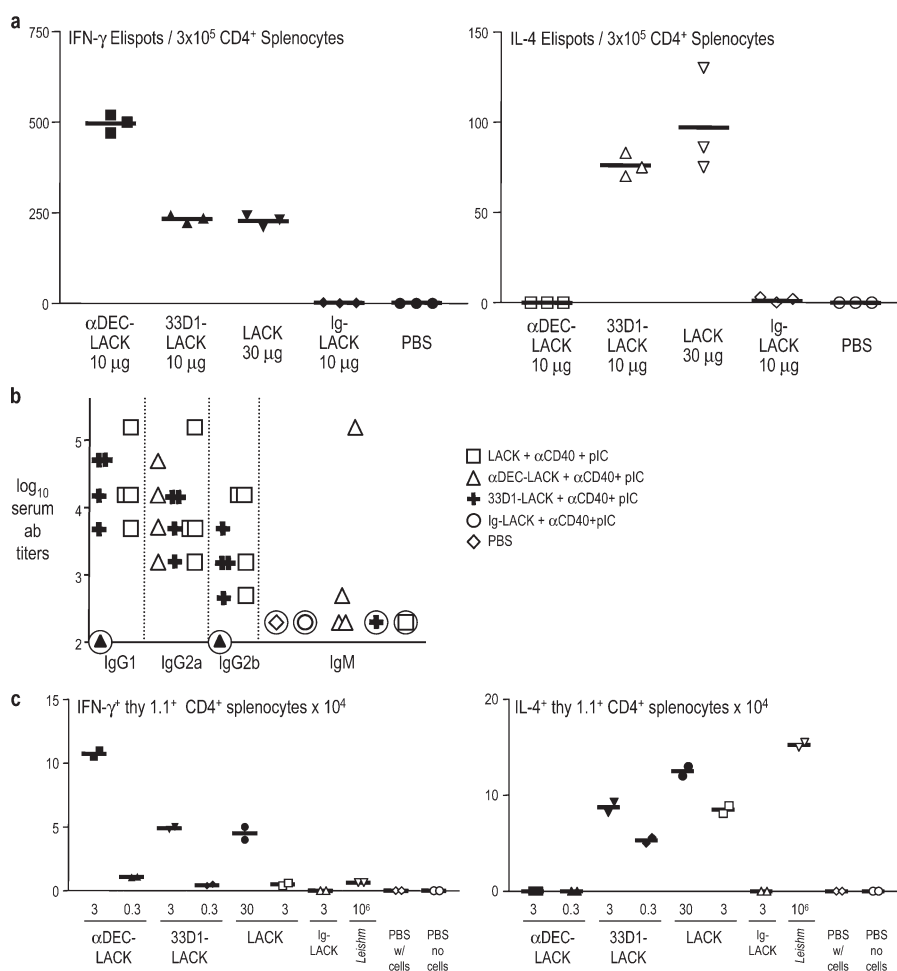 a
IFN-γ Elispots / 3x10⁵ CD4⁺ Splenocytes
750
500
250
0
αDEC-LACK 10 µg
33D1-LACK 10 µg
LACK 30 µg
Ig-LACK 10 µg
PBS
IL-4 Elispots / 3x10⁵ CD4⁺ Splenocytes
150
100
50
0
αDEC-LACK 10 µg
33D1-LACK 10 µg
LACK 30 µg
Ig-LACK 10 µg
PBS
b
log₁₀
serum
ab
titers
5
4
3
2
IgG1
IgG2a
IgG2b
IgM
LACK + αCD40 + pIC
αDEC-LACK + αCD40+ pIC
33D1-LACK + αCD40+ pIC
Ig-LACK + αCD40+pIC
PBS
c
IFN-γ⁺ thy 1.1⁺ CD4⁺ splenocytes x 10⁴
15
10
5
0
3 0.3 3 0.3 30 3 3 10⁶
αDEC-LACK
33D1-LACK
LACK
Ig-LACK
Leishm
PBS w/ cells
PBS no cells
IL-4⁺ thy 1.1⁺ CD4⁺ splenocytes x 10⁴
20
10
0
3 0.3 3 0.3 30 3 3 10⁶
αDEC-LACK
33D1-LACK
LACK
Ig-LACK
Leishm
PBS w/ cells
PBS no cells